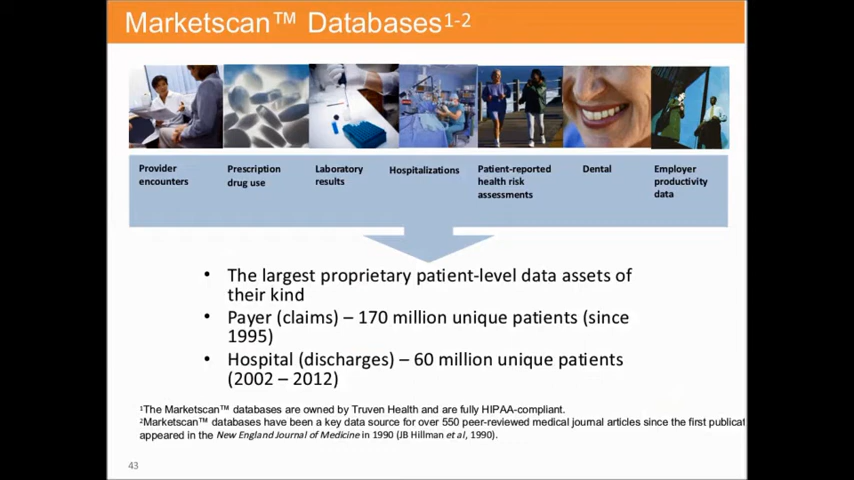 Marketscan™ Databases1-2
Provider encounters
Prescription drug use
Laboratory results
Hospitalizations
Patient-reported health risk assessments
Dental
Employer productivity data
• The largest proprietary patient-level data assets of
their kind
• Payer (claims) – 170 million unique patients (since
1995)
• Hospital (discharges) – 60 million unique patients
(2002 – 2012)
1The Marketscan™ databases are owned by Truven Health and are fully HIPAA-compliant.
2Marketscan™ databases have been a key data source for over 550 peer-reviewed medical journal articles since the first publicat
appeared in the New England Journal of Medicine in 1990 (JB Hillman et al, 1990).
43